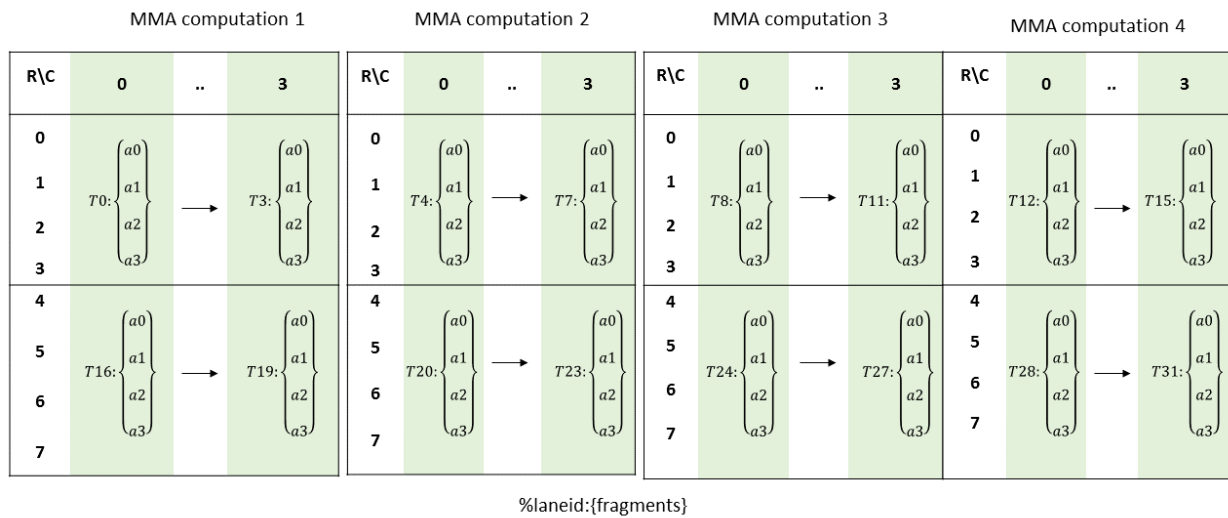 MMA computation 1 MMA computation 2 MMA computation 3 MMA computation 4
R\C 0 .. 3 R\C 0 .. 3 R\C 0 .. 3 R\C 0 .. 3
0 a0 a0 0 a0 a0 0 a0 a0 0 a0 a0
1 a1 a1 1 a1 a1 1 a1 a1 1 a1 a1
T0: T3: T4: T7: T8: T11: T12: T15:
2 a2 a2 2 a2 a2 2 a2 a2 2 a2 a2
3 a3 a3 3 a3 a3 3 a3 a3 3 a3 a3
4 a0 a0 4 a0 a0 4 a0 a0 4 a0 a0
5 a1 a1 5 a1 a1 5 a1 a1 5 a1 a1
T16: T19: T20: T23: T24: T27: T28: T31:
6 a2 a2 6 a2 a2 6 a2 a2 6 a2 a2
7 a3 a3 7 a3 a3 7 a3 a3 7 a3 a3
%laneid:{fragments}